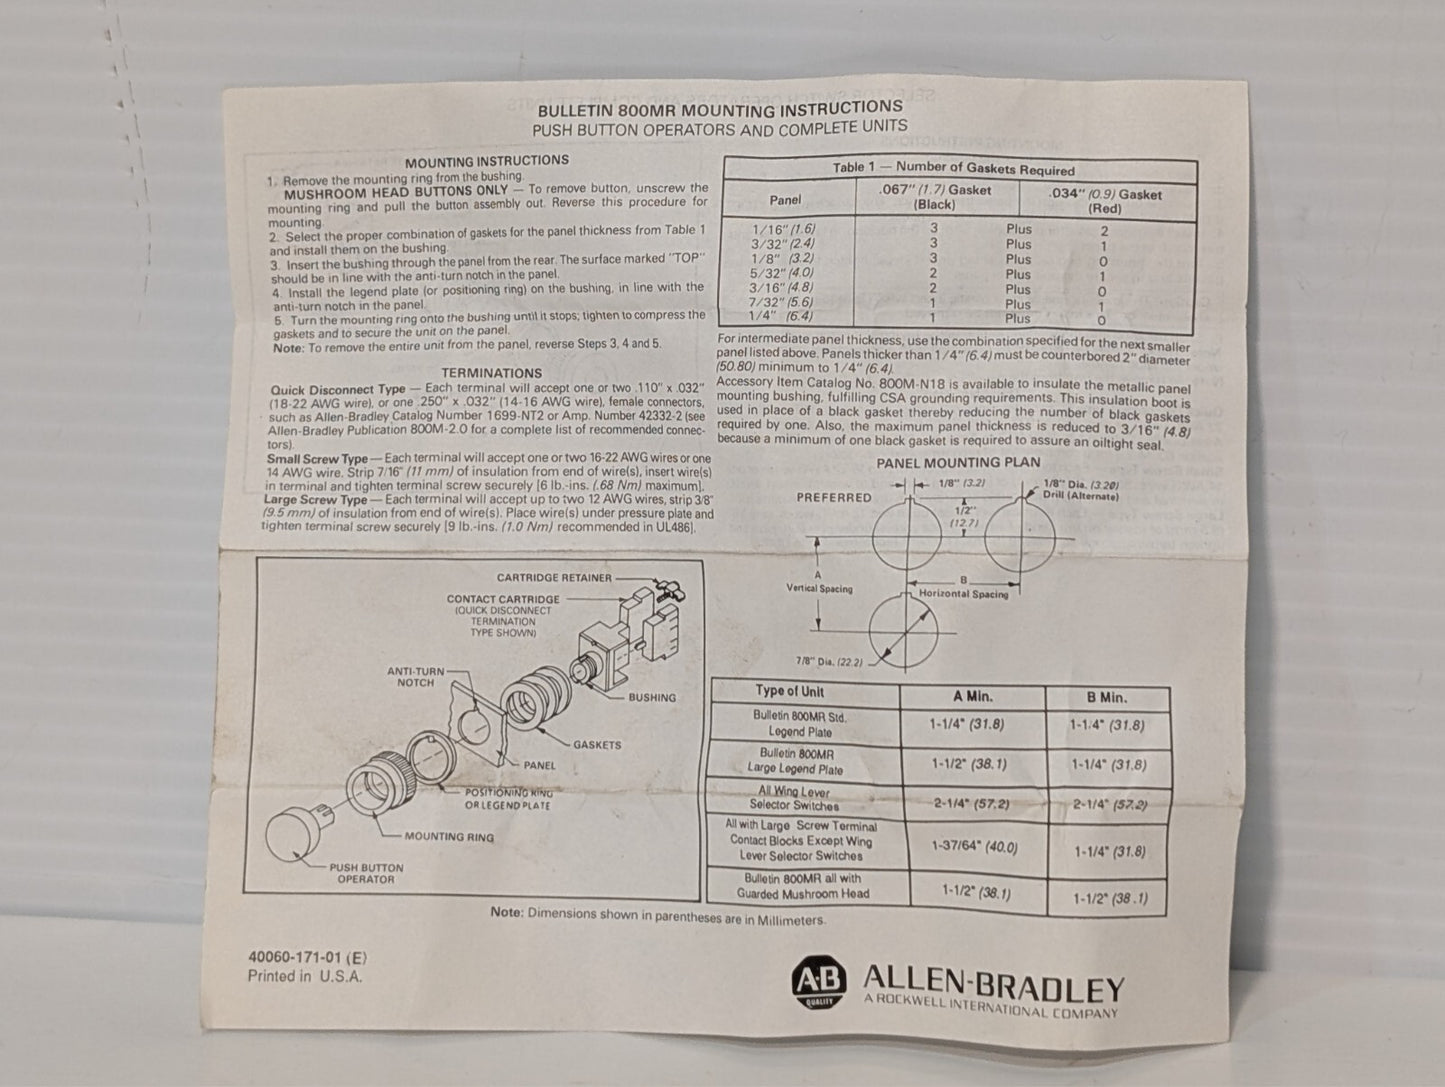 BULLETIN 800MR MOUNTING INSTRUCTIONS
PUSH BUTTON OPERATORS AND COMPLETE UNITS
MOUNTING INSTRUCTIONS
1. Remove the mounting ring from the bushing.
MUSHROOM HEAD BUTTONS ONLY — To remove button, unscrew the
mounting ring and pull the button assembly out. Reverse this procedure for
mounting.
2. Select the proper combination of gaskets for the panel thickness from Table 1
and install them on the bushing.
3. Insert the bushing through the panel from the rear. The surface marked "TOP"
should be in line with the anti-turn notch in the panel.
4. Install the legend plate (or positioning ring) on the bushing, in line with the
anti-turn notch in the panel.
5. Turn the mounting ring onto the bushing until it stops; tighten to compress the
gaskets and to secure the unit on the panel.
Note: To remove the entire unit from the panel, reverse Steps 3, 4 and 5.
TERMINATIONS
Quick Disconnect Type — Each terminal will accept one or two .110" x .032"
(18-22 AWG wire), or one .250" x .032" (14-16 AWG wire), female connectors,
such as Allen-Bradley Catalog Number 1699-NT2 or Amp. Number 42332-2 (see
Allen-Bradley Publication 800M-2.0 for a complete list of recommended connec-
tors).
Small Screw Type — Each terminal will accept one or two 16-22 AWG wires or one
14 AWG wire. Strip 7/16" (11 mm) of insulation from end of wire(s), insert wire(s)
in terminal and tighten terminal screw securely [6 lb.-ins. (.68 Nm) maximum].
Large Screw Type — Each terminal will accept up to two 12 AWG wires, strip 3/8"
(9.5 mm) of insulation from end of wire(s). Place wire(s) under pressure plate and
tighten terminal screw securely [9 lb.-ins. (1.0 Nm) recommended in UL486].
Table 1 — Number of Gaskets Required
Panel .067" (1.7) Gasket (Black) .034" (0.9) Gasket (Red)
1/16" (1.6) 3 Plus 2
3/32" (2.4) 3 Plus 1
1/8" (3.2) 3 Plus 0
5/32" (4.0) 2 Plus 1
3/16" (4.8) 2 Plus 0
7/32" (5.6) 1 Plus 1
1/4" (6.4) 1 Plus 0
For intermediate panel thickness, use the combination specified for the next smaller
panel listed above. Panels thicker than 1/4" (6.4) must be counterbored 2" diameter
(50.80) minimum to 1/4" (6.4).
Accessory Item Catalog No. 800M-N18 is available to insulate the metallic panel
mounting bushing, fulfilling CSA grounding requirements. This insulation boot is
used in place of a black gasket thereby reducing the number of black gaskets
required by one. Also, the maximum panel thickness is reduced to 3/16" (4.8)
because a minimum of one black gasket is required to assure an oiltight seal.
PANEL MOUNTING PLAN
PREFERRED
1/8" (3.2)
1/8" Dia. (3.20)
Drill (Alternate)
1/2"
(12.7)
A
Vertical Spacing
B
Horizontal Spacing
7/8" Dia. (22.2)
CARTRIDGE RETAINER
CONTACT CARTRIDGE
(QUICK DISCONNECT
TERMINATION
TYPE SHOWN)
ANTI-TURN
NOTCH
BUSHING
GASKETS
PANEL
POSITIONING RING
OR LEGEND PLATE
MOUNTING RING
PUSH BUTTON
OPERATOR
Type of Unit A Min. B Min.
Bulletin 800MR Std.
Legend Plate
1-1/4" (31.8) 1-1.4" (31.8)
Bulletin 800MR
Large Legend Plate
1-1/2" (38.1) 1-1/4" (31.8)
All Wing Lever
Selector Switches
2-1/4" (57.2) 2-1/4" (57.2)
All with Large Screw Terminal
Contact Blocks Except Wing
Lever Selector Switches
1-37/64" (40.0) 1-1/4" (31.8)
Bulletin 800MR all with
Guarded Mushroom Head
1-1/2" (38.1) 1-1/2" (38.1)
Note: Dimensions shown in parentheses are in Millimeters.
40060-171-01 (E)
Printed in U.S.A.
A-B
QUALITY
ALLEN-BRADLEY
A ROCKWELL INTERNATIONAL COMPANY